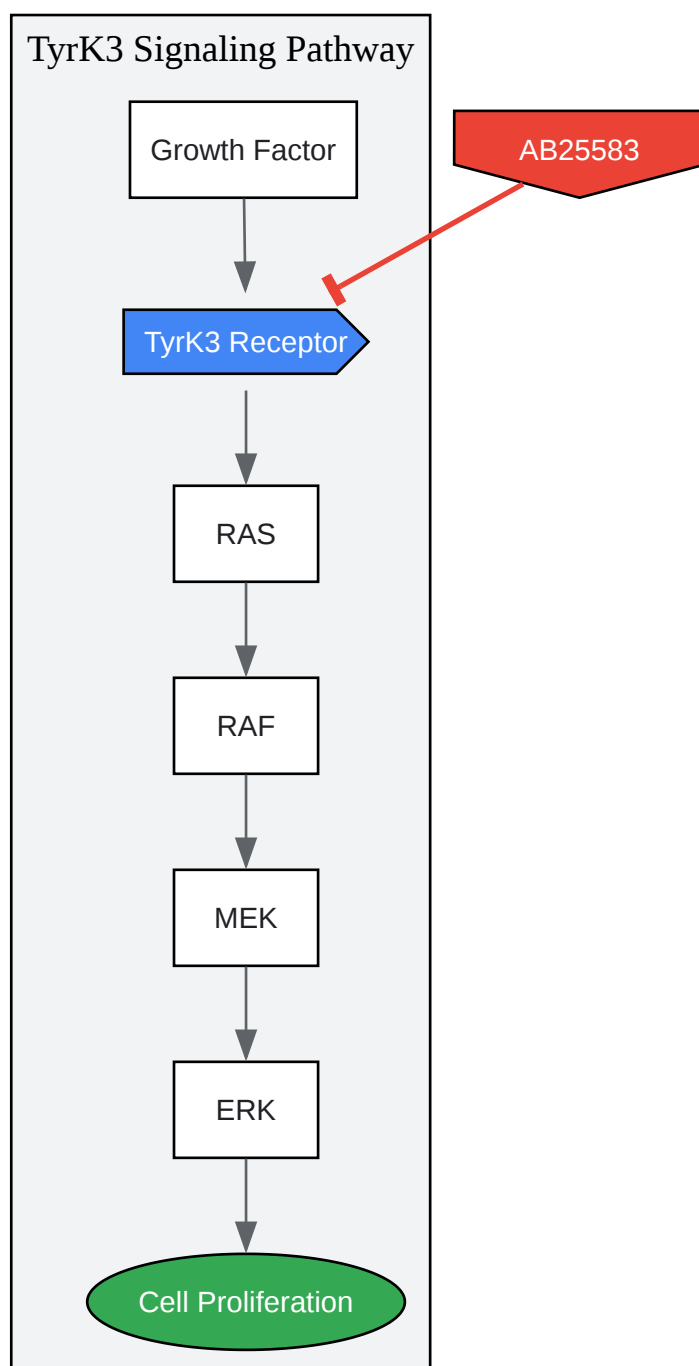 TyrK3 Signaling Pathway
Growth Factor
AB25583
TyrK3 Receptor
RAS
RAF
MEK
ERK
Cell Proliferation